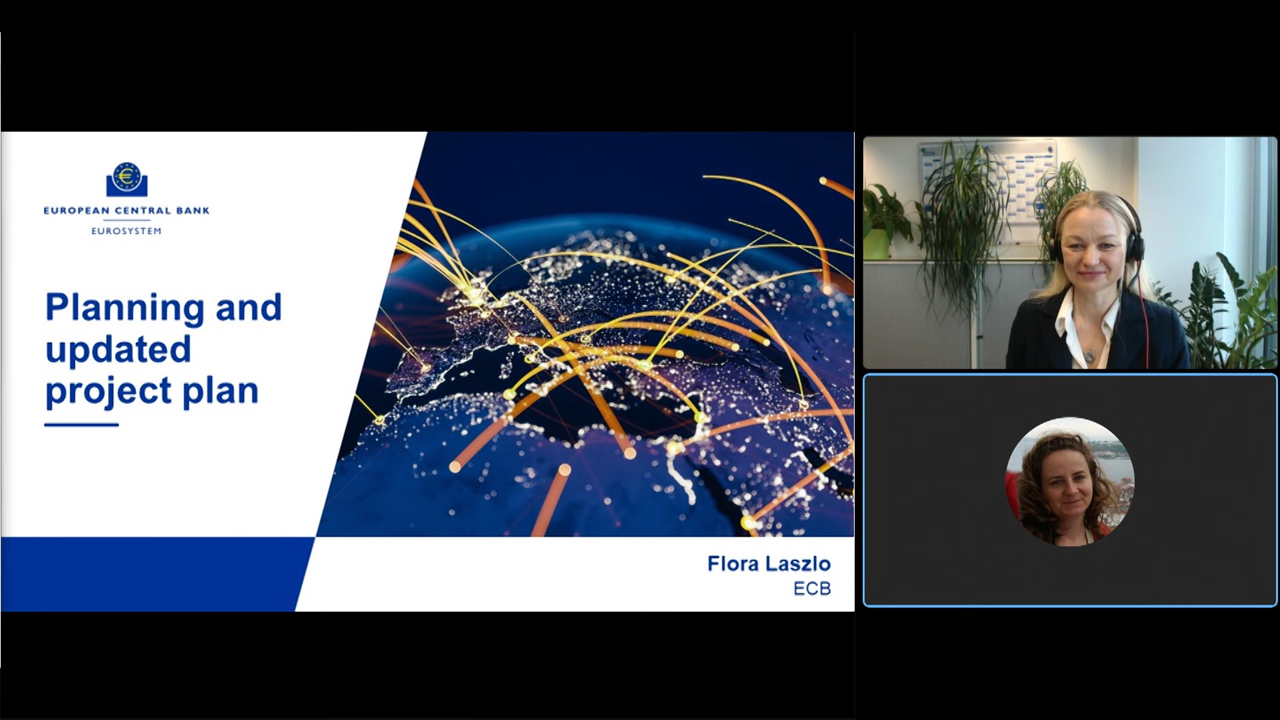 EUROPEAN CENTRAL BANK
EUROSYSTEM
Planning and
updated
project plan
Flora Laszlo
ECB